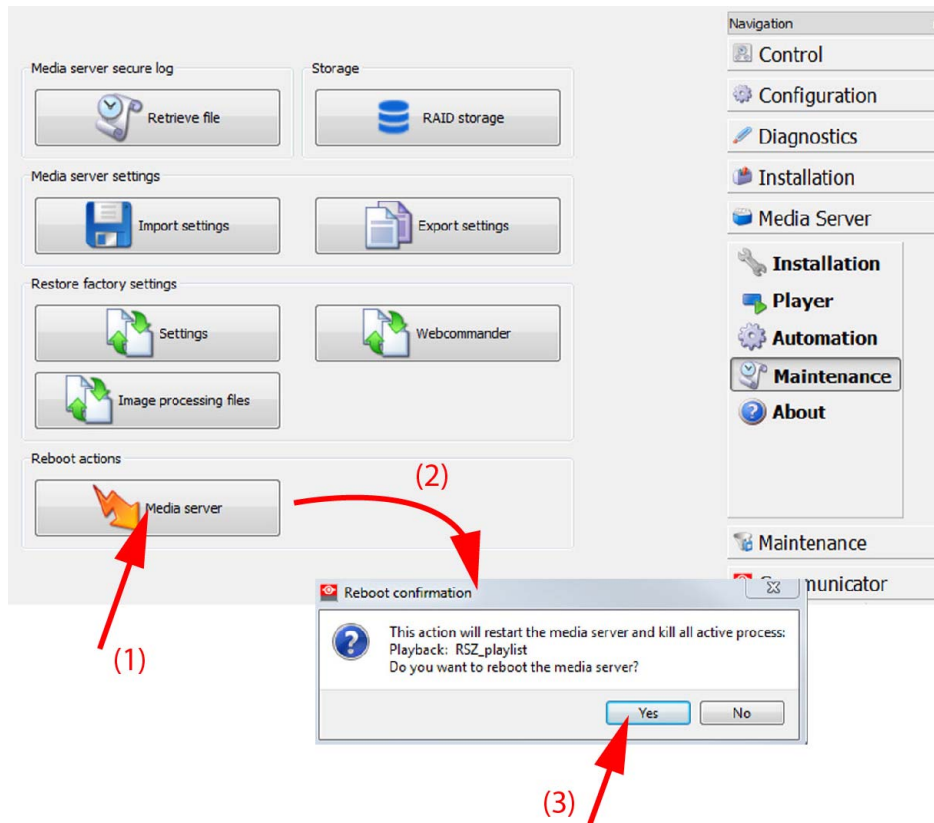 Media server secure log
Retrieve file
Storage
RAID storage
Media server settings
Import settings
Export settings
Restore factory settings
Settings
Webcommander
Image processing files
Reboot actions
Media server
(1)
(2)
Reboot confirmation
This action will restart the media server and kill all active process:
Playback: RSZ_playlist
Do you want to reboot the media server?
Yes
No
(3)
Navigation
Control
Configuration
Diagnostics
Installation
Media Server
Installation
Player
Automation
Maintenance
About
Maintenance